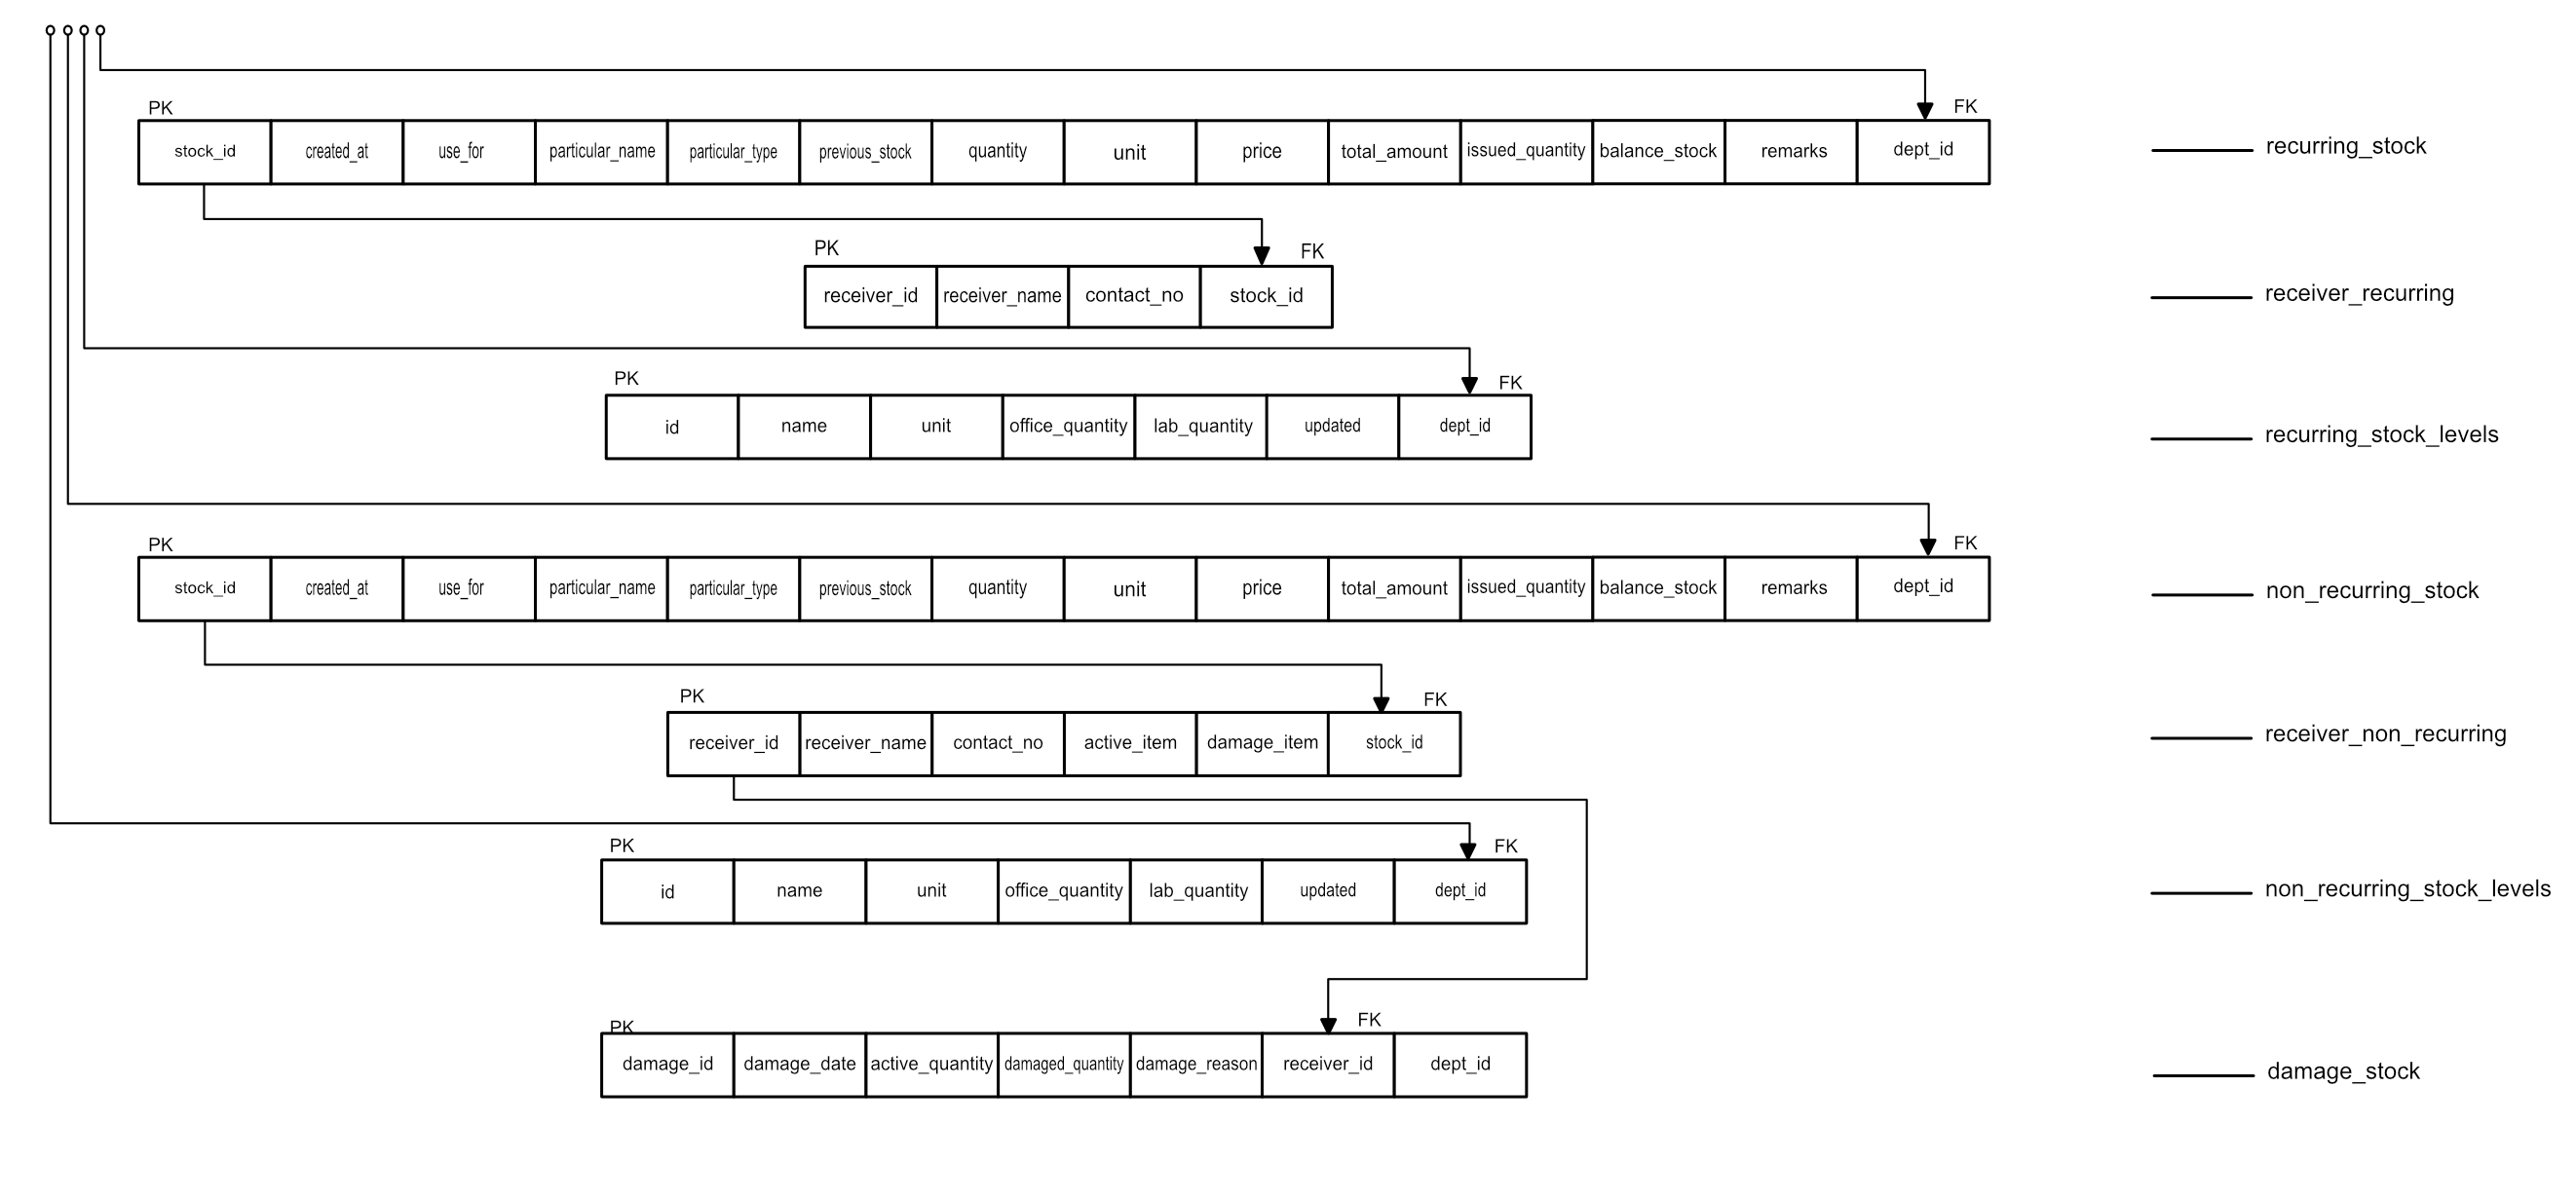 PK FK
stock_id created_at use_for particular_name particular_type previous_stock quantity unit price total_amount issued_quantity balance_stock remarks dept_id recurring_stock
PK FK
receiver_id receiver_name contact_no stock_id receiver_recurring
PK FK
id name unit office_quantity lab_quantity updated dept_id recurring_stock_levels
PK FK
stock_id created_at use_for particular_name particular_type previous_stock quantity unit price total_amount issued_quantity balance_stock remarks dept_id non_recurring_stock
PK FK
receiver_id receiver_name contact_no active_item damage_item stock_id receiver_non_recurring
PK FK
id name unit office_quantity lab_quantity updated dept_id non_recurring_stock_levels
PK FK
damage_id damage_date active_quantity damaged_quantity damage_reason receiver_id dept_id damage_stock